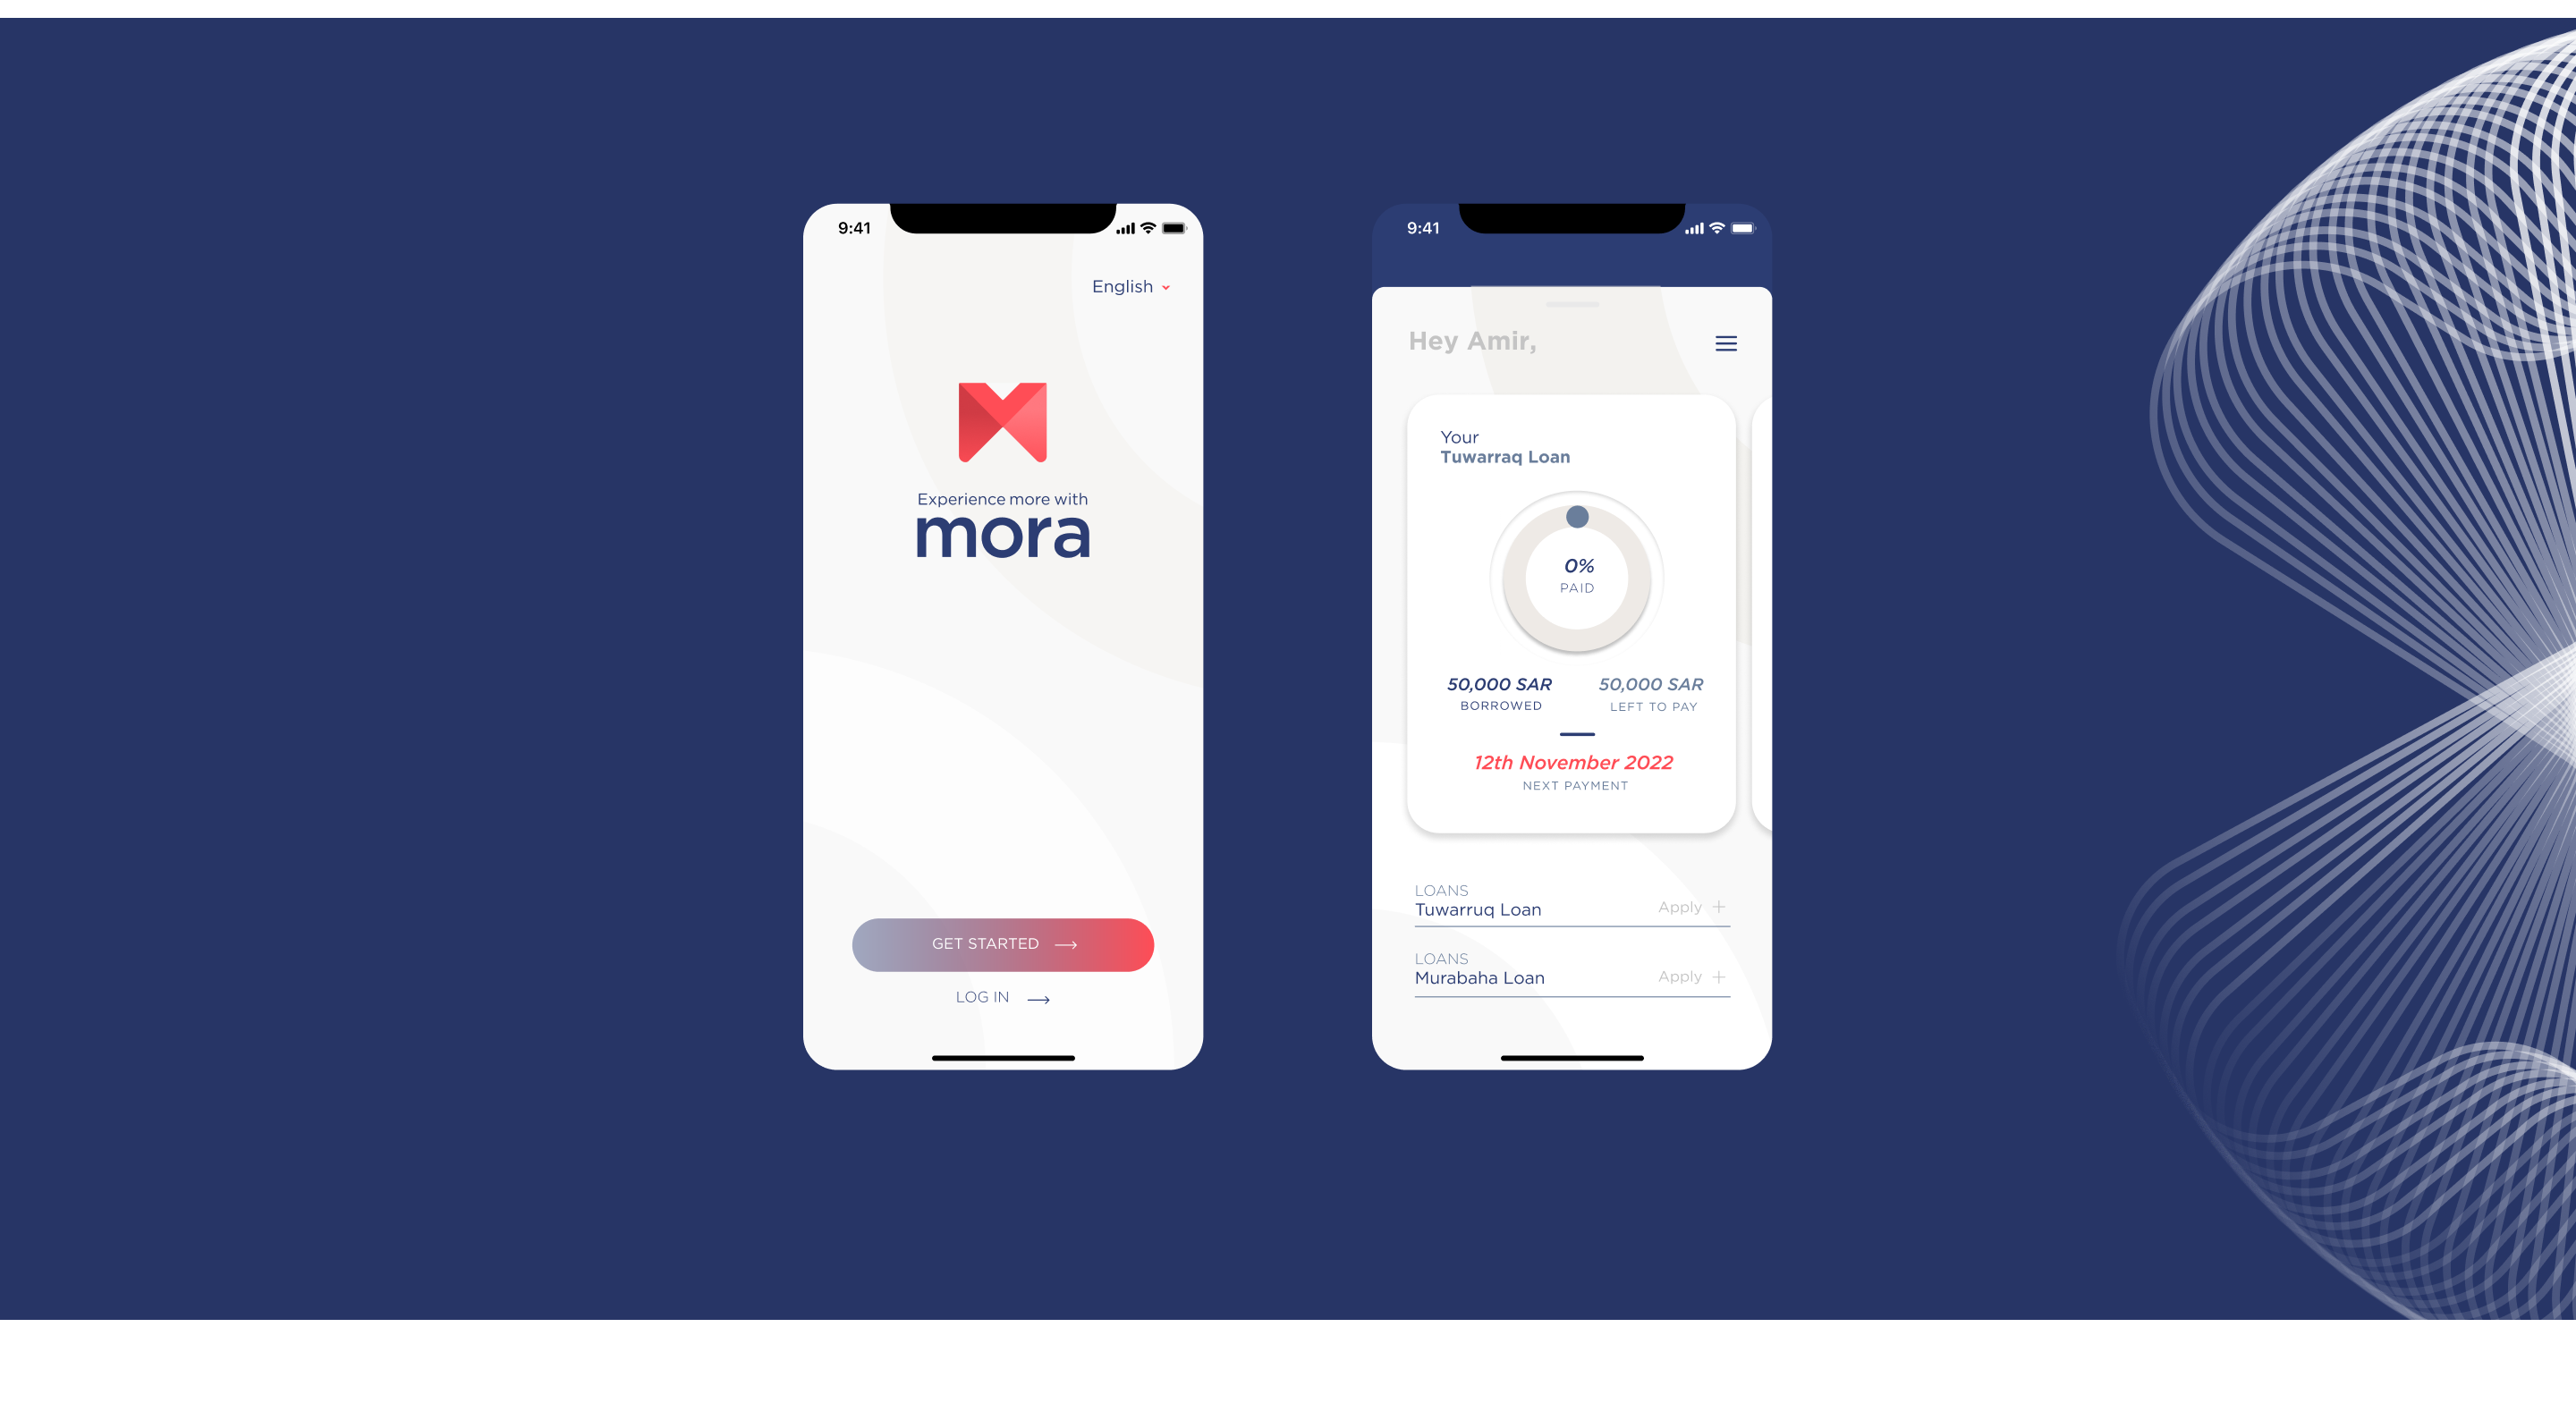 9:41
English
Experience more with
mora
GET STARTED
LOG IN
9:41
Hey Amir,
Your
Tuwarraq Loan
0%
PAID
50,000 SAR
BORROWED
50,000 SAR
LEFT TO PAY
12th November 2022
NEXT PAYMENT
LOANS
Tuwarruq Loan
Apply +
LOANS
Murabaha Loan
Apply +